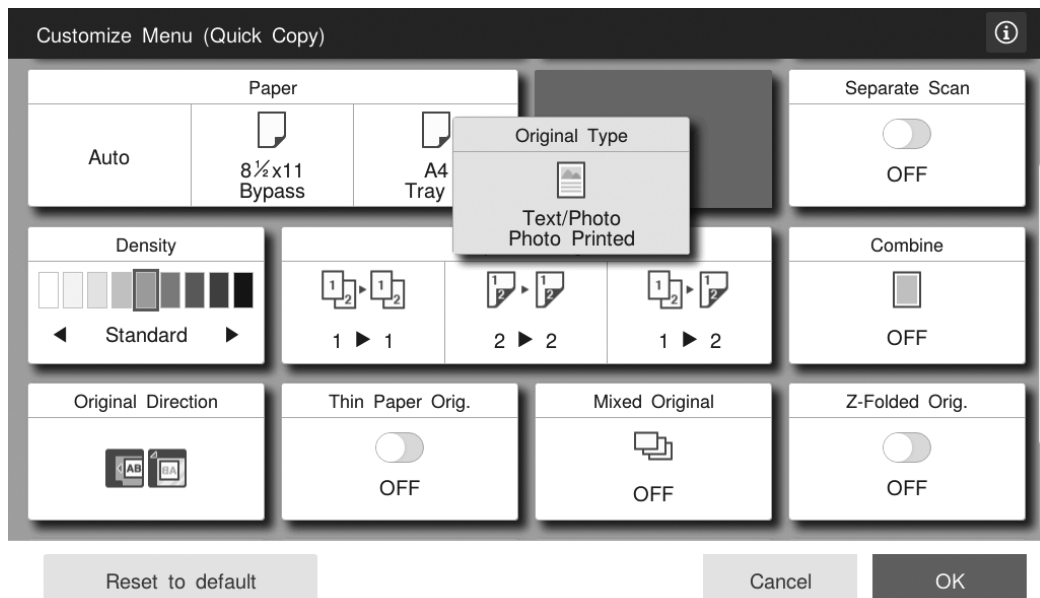 Customize Menu (Quick Copy)
Paper
Separate Scan
Auto
8½x11
Bypass
A4
Tray
Original Type
Text/Photo
Photo Printed
OFF
Density
Standard
1 ▶ 1
2 ▶ 2
1 ▶ 2
Combine
OFF
Original Direction
Thin Paper Orig.
OFF
Mixed Original
OFF
Z-Folded Orig.
OFF
Reset to default
Cancel
OK